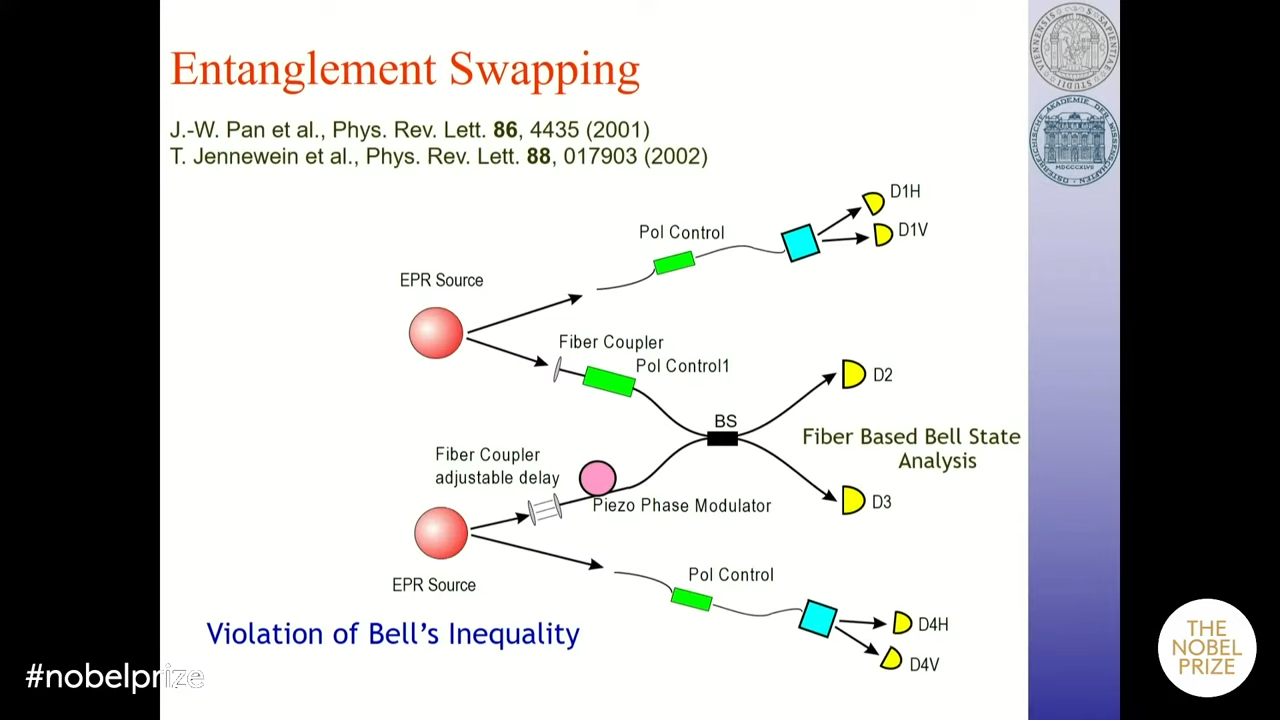 Entanglement Swapping
J.-W. Pan et al., Phys. Rev. Lett. 86, 4435 (2001)
T. Jennewein et al., Phys. Rev. Lett. 88, 017903 (2002)
D1H
D1V
Pol Control
EPR Source
Fiber Coupler
Pol Control1
D2
BS
Fiber Based Bell State
Analysis
Fiber Coupler
adjustable delay
Piezo Phase Modulator
D3
EPR Source
Pol Control
D4H
D4V
Violation of Bell's Inequality
#nobelprize
THE
NOBEL
PRIZE